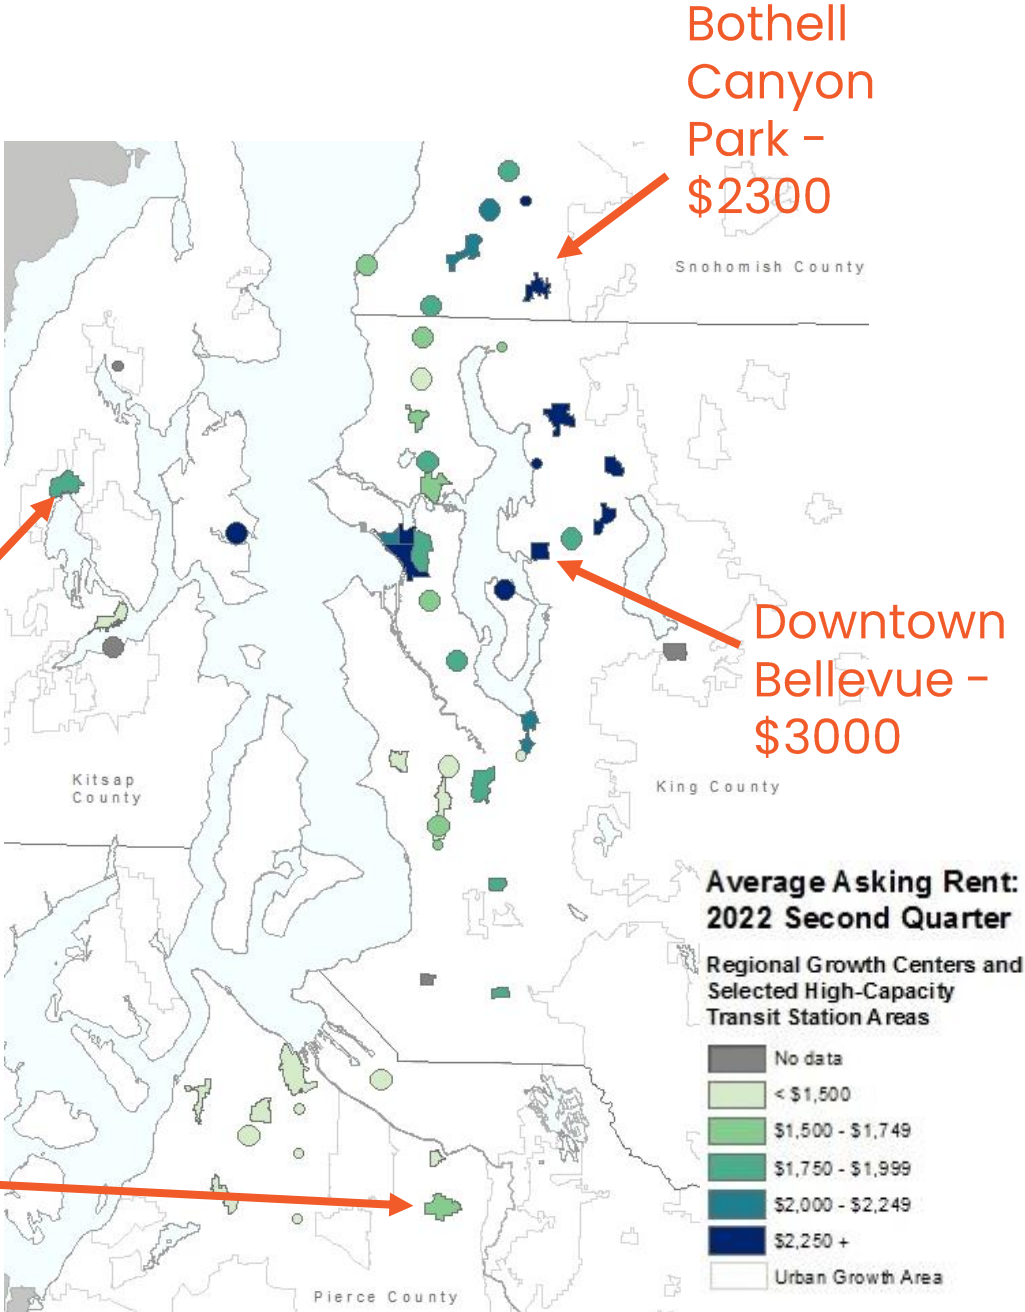 Bothell
Canyon
Park -
$2300
Snohomish County
Downtown
Bellevue -
$3000
Kitsap
County
King County
Average Asking Rent:
2022 Second Quarter
Regional Growth Centers and
Selected High-Capacity
Transit Station Areas
No data
< $1,500
$1,500 - $1,749
$1,750 - $1,999
$2,000 - $2,249
$2,250 +
Urban Growth Area
Pierce County